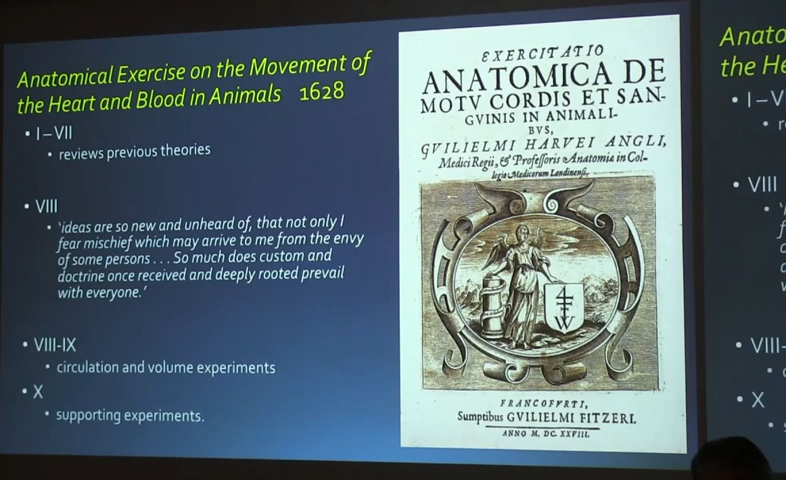 Anatomical Exercise on the Movement of
the Heart and Blood in Animals 1628
• I–VII
• reviews previous theories
• VIII
• 'ideas are so new and unheard of, that not only I
fear mischief which may arrive to me from the envy
of some persons . . . So much does custom and
doctrine once received and deeply rooted prevail
with everyone.'
• VIII-IX
• circulation and volume experiments
• X
• supporting experiments.
EXERCITATIO
ANATOMICA DE
MOTV CORDIS ET SAN-
GVINIS IN ANIMALI-
BVS,
GVILIELMI HARVEI ANGLI,
Medici Regii, & Professoris Anatomiæ in Col-
legio Medicorum Londinensi.
4
W
FRANCOFVRTI,
Sumptibus GVILIELMI FITZERI.
ANNO M. DC. XXVIII.
Anato
the He
• I–V
• VIII
• VIII-
• X